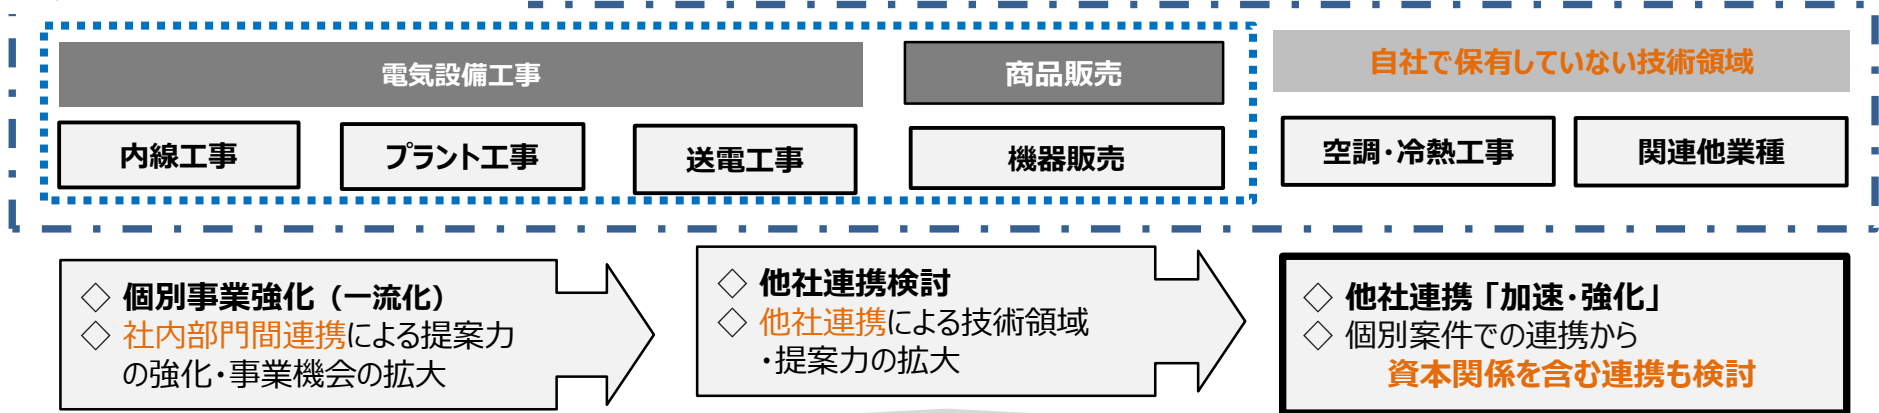 電気設備工事
商品販売
自社で保有していない技術領域
内線工事
プラント工事
送電工事
機器販売
空調・冷熱工事
関連他業種
◇ 個別事業強化（一流化）
◇ 社内部門間連携による提案力
の強化・事業機会の拡大
◇ 他社連携検討
◇ 他社連携による技術領域
・提案力の拡大
◇ 他社連携「加速・強化」
◇ 個別案件での連携から
資本関係を含む連携も検討